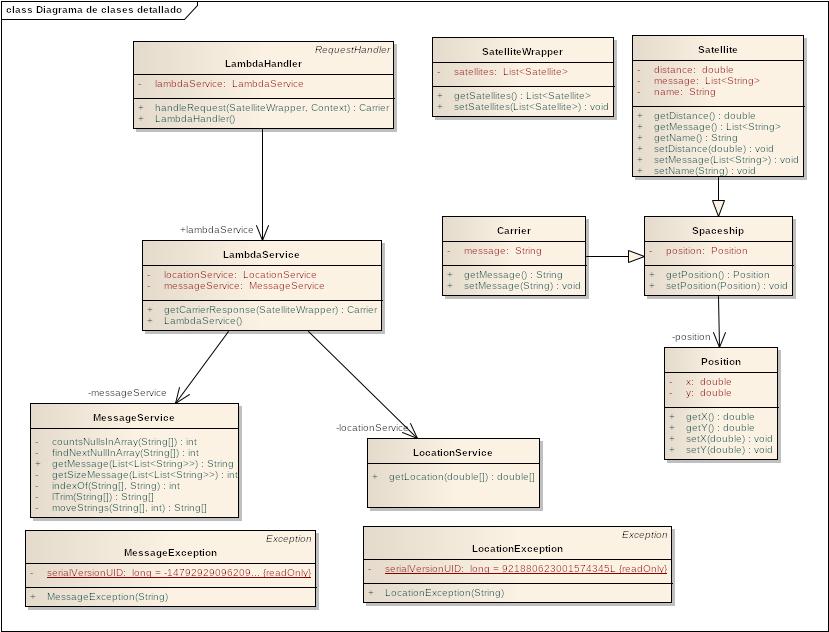 class Diagrama de clases detallado
RequestHandler
LambdaHandler
- lambdaService: LambdaService
+ handleRequest(SatelliteWrapper, Context) : Carrier
+ LambdaHandler()
SatelliteWrapper
- satellites: List<Satellite>
+ getSatellites() : List<Satellite>
+ setSatellites(List<Satellite>) : void
Satellite
- distance: double
- message: List<String>
- name: String
+ getDistance() : double
+ getMessage() : List<String>
+ getName() : String
+ setDistance(double) : void
+ setMessage(List<String>) : void
+ setName(String) : void
+lambdaService
LambdaService
- locationService: LocationService
- messageService: MessageService
+ getCarrierResponse(SatelliteWrapper) : Carrier
+ LambdaService()
Carrier
- message: String
+ getMessage() : String
+ setMessage(String) : void
Spaceship
- position: Position
+ getPosition() : Position
+ setPosition(Position) : void
-position
Position
- x: double
- y: double
+ getX() : double
+ getY() : double
+ setX(double) : void
+ setY(double) : void
-messageService
MessageService
- countsNullsInArray(String[]) : int
- findNextNullInArray(String[]) : int
+ getMessage(List<List<String>>) : String
- getSizeMessage(List<List<String>>) : int
- indexOf(String[], String) : int
- lTrim(String[]) : String[]
- moveStrings(String[], int) : String[]
-locationService
LocationService
+ getLocation(double[]) : double[]
Exception
MessageException
- serialVersionUID: long = -14792929096209... {readOnly}
+ MessageException(String)
Exception
LocationException
- serialVersionUID: long = 921880623001574345L {readOnly}
+ LocationException(String)